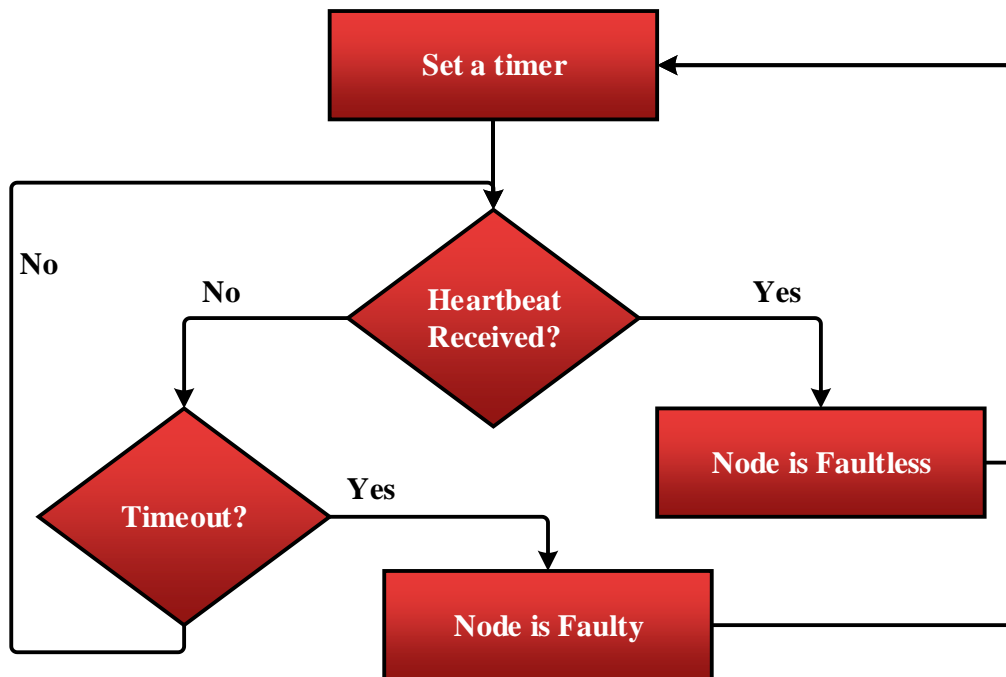 Set a timer
No
No
Heartbeat
Received?
Yes
Node is Faultless
Timeout?
Yes
Node is Faulty